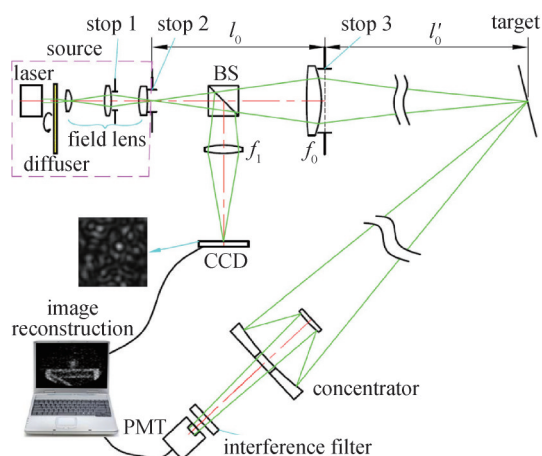 stop 1
stop 2
source
laser
diffuser
field lens
l₀
BS
f₁
stop 3
f₀
l₀′
target
CCD
image
reconstruction
PMT
concentrator
interference filter